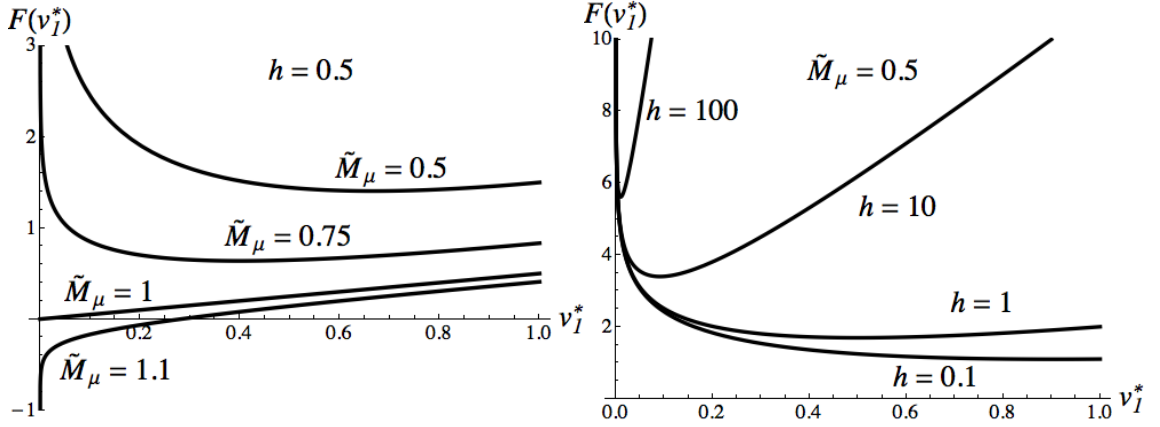 F(v₁*)
3
h = 0.5
2
M̃_μ = 0.5
1
M̃_μ = 0.75
M̃_μ = 1
0.2 0.4 0.6 0.8 1.0 v₁*
M̃_μ = 1.1
−1
F(v₁*)
10
M̃_μ = 0.5
8
h = 100
6
h = 10
4
h = 1
2
h = 0.1
0.0 0.2 0.4 0.6 0.8 1.0 v₁*